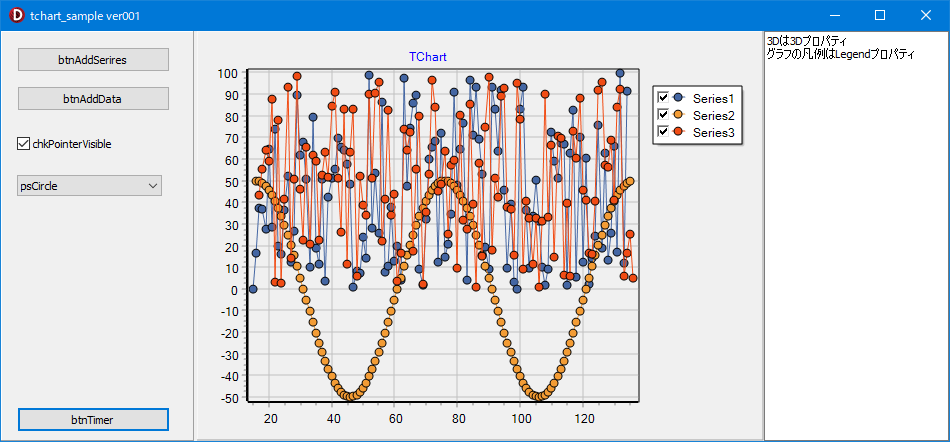 tchart_sample ver001
btnAddSerires
btnAddData
chkPointerVisible
psCircle
btnTimer
TChart
100
90
80
70
60
50
40
30
20
10
0
-10
-20
-30
-40
-50
20
40
60
80
100
120
Series1
Series2
Series3
3Dは3Dプロパティ
グラフの凡例はLegendプロパティ